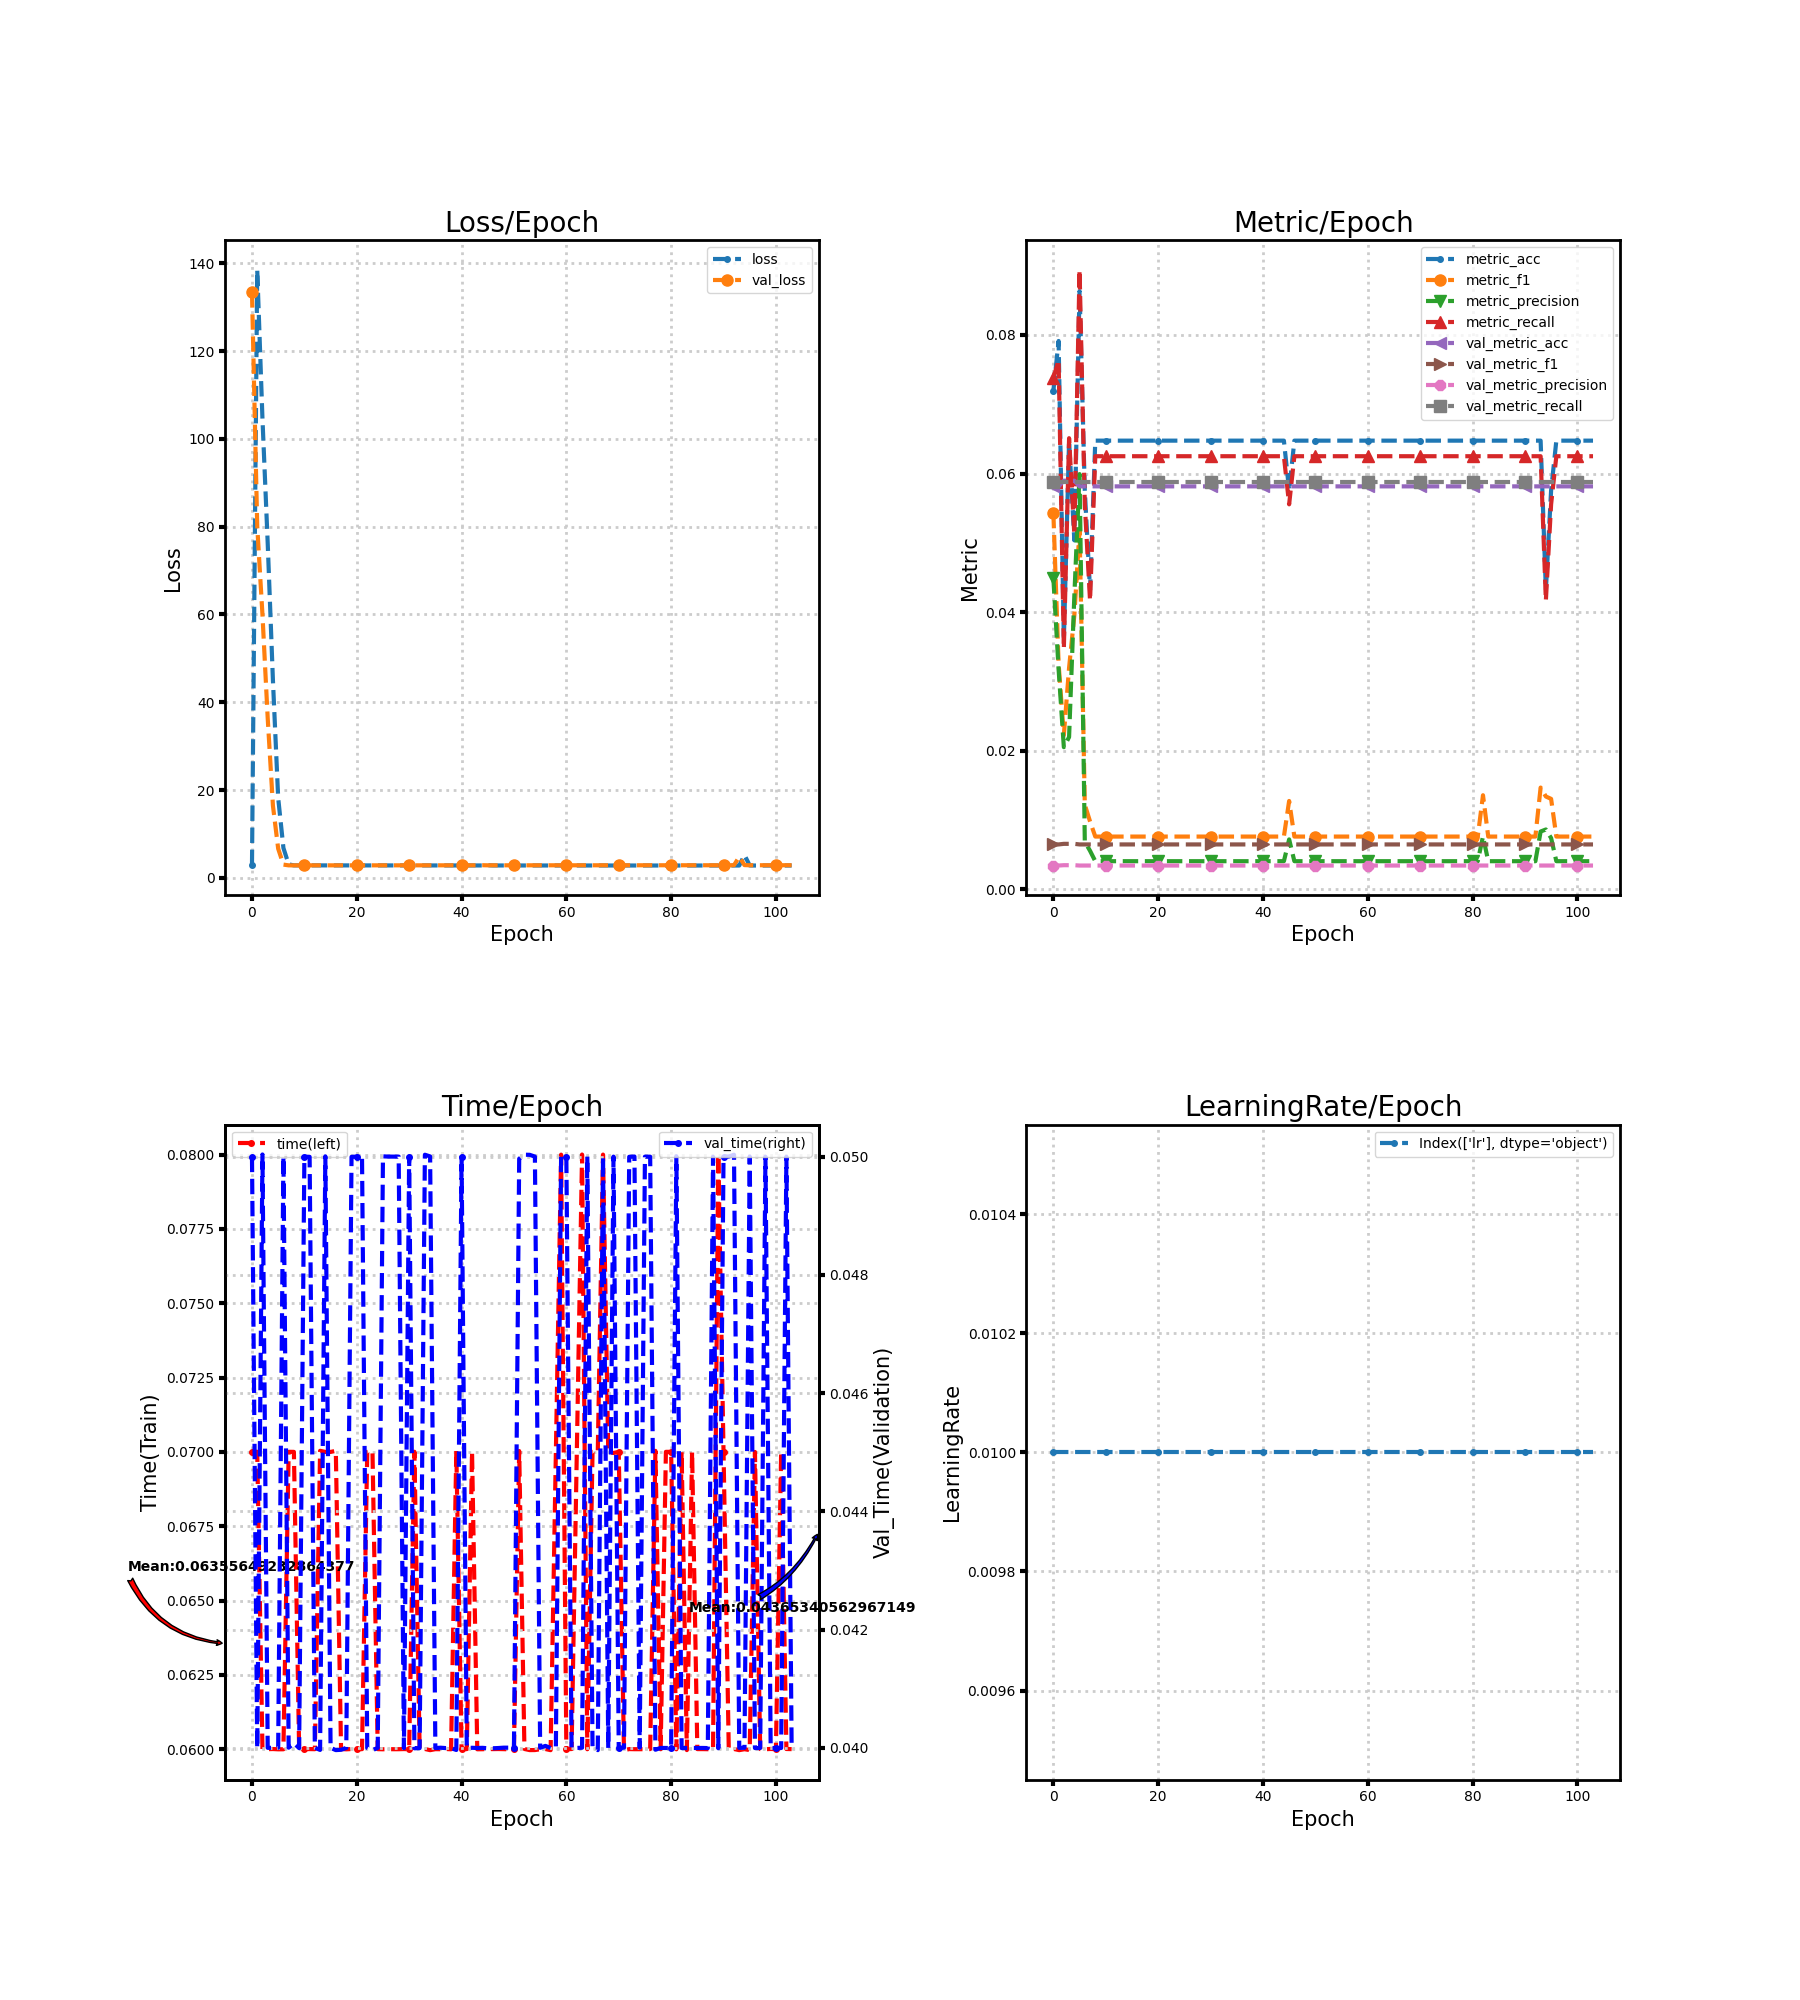 Loss/Epoch
140
120
100
80
60
40
20
0
Loss
loss
val_loss
0
20
40
60
80
100
Epoch
Metric/Epoch
0.08
0.06
0.04
0.02
0.00
Metric
metric_acc
metric_f1
metric_precision
metric_recall
val_metric_acc
val_metric_f1
val_metric_precision
val_metric_recall
0
20
40
60
80
100
Epoch
Time/Epoch
time(left)
val_time(right)
0.0800
0.0775
0.0750
0.0725
0.0700
0.0675
0.0650
0.0625
0.0600
Time(Train)
0.050
0.048
0.046
0.044
0.042
0.040
Val_Time(Validation)
Mean:0.04365340562967149
0
20
40
60
80
100
Epoch
LearningRate/Epoch
Index(['lr'], dtype='object')
0.0104
0.0102
0.0100
0.0098
0.0096
LearningRate
0
20
40
60
80
100
Epoch